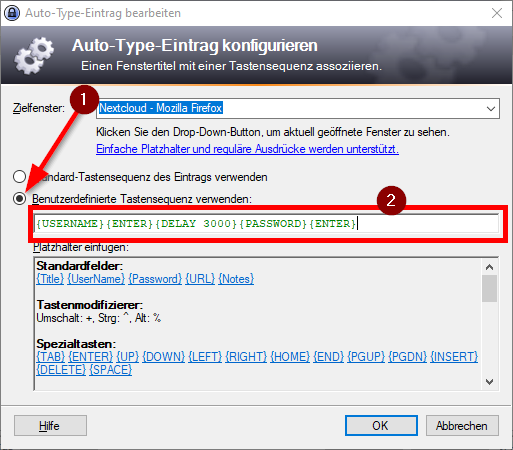 Auto-Type-Eintrag bearbeiten
Auto-Type-Eintrag konfigurieren
Einen Fenstertitel mit einer Tastensequenz assoziieren.
1
Zielfenster:
Nextcloud - Mozilla Firefox
Klicken Sie den Drop-Down-Button, um aktuell geöffnete Fenster zu sehen.
Einfache Platzhalter und reguläre Ausdrücke werden unterstützt.
Standard-Tastensequenz des Eintrags verwenden
Benutzerdefinierte Tastensequenz verwenden:
2
{USERNAME}{ENTER}{DELAY 3000}{PASSWORD}{ENTER}
Platzhalter einfügen:
Standardfelder:
{Title} {UserName} {Password} {URL} {Notes}
Tastenmodifizierer:
Umschalt: +, Strg: ^, Alt: %
Spezialtasten:
{TAB} {ENTER} {UP} {DOWN} {LEFT} {RIGHT} {HOME} {END} {PGUP} {PGDN} {INSERT}
{DELETE} {SPACE}
Hilfe
OK
Abbrechen